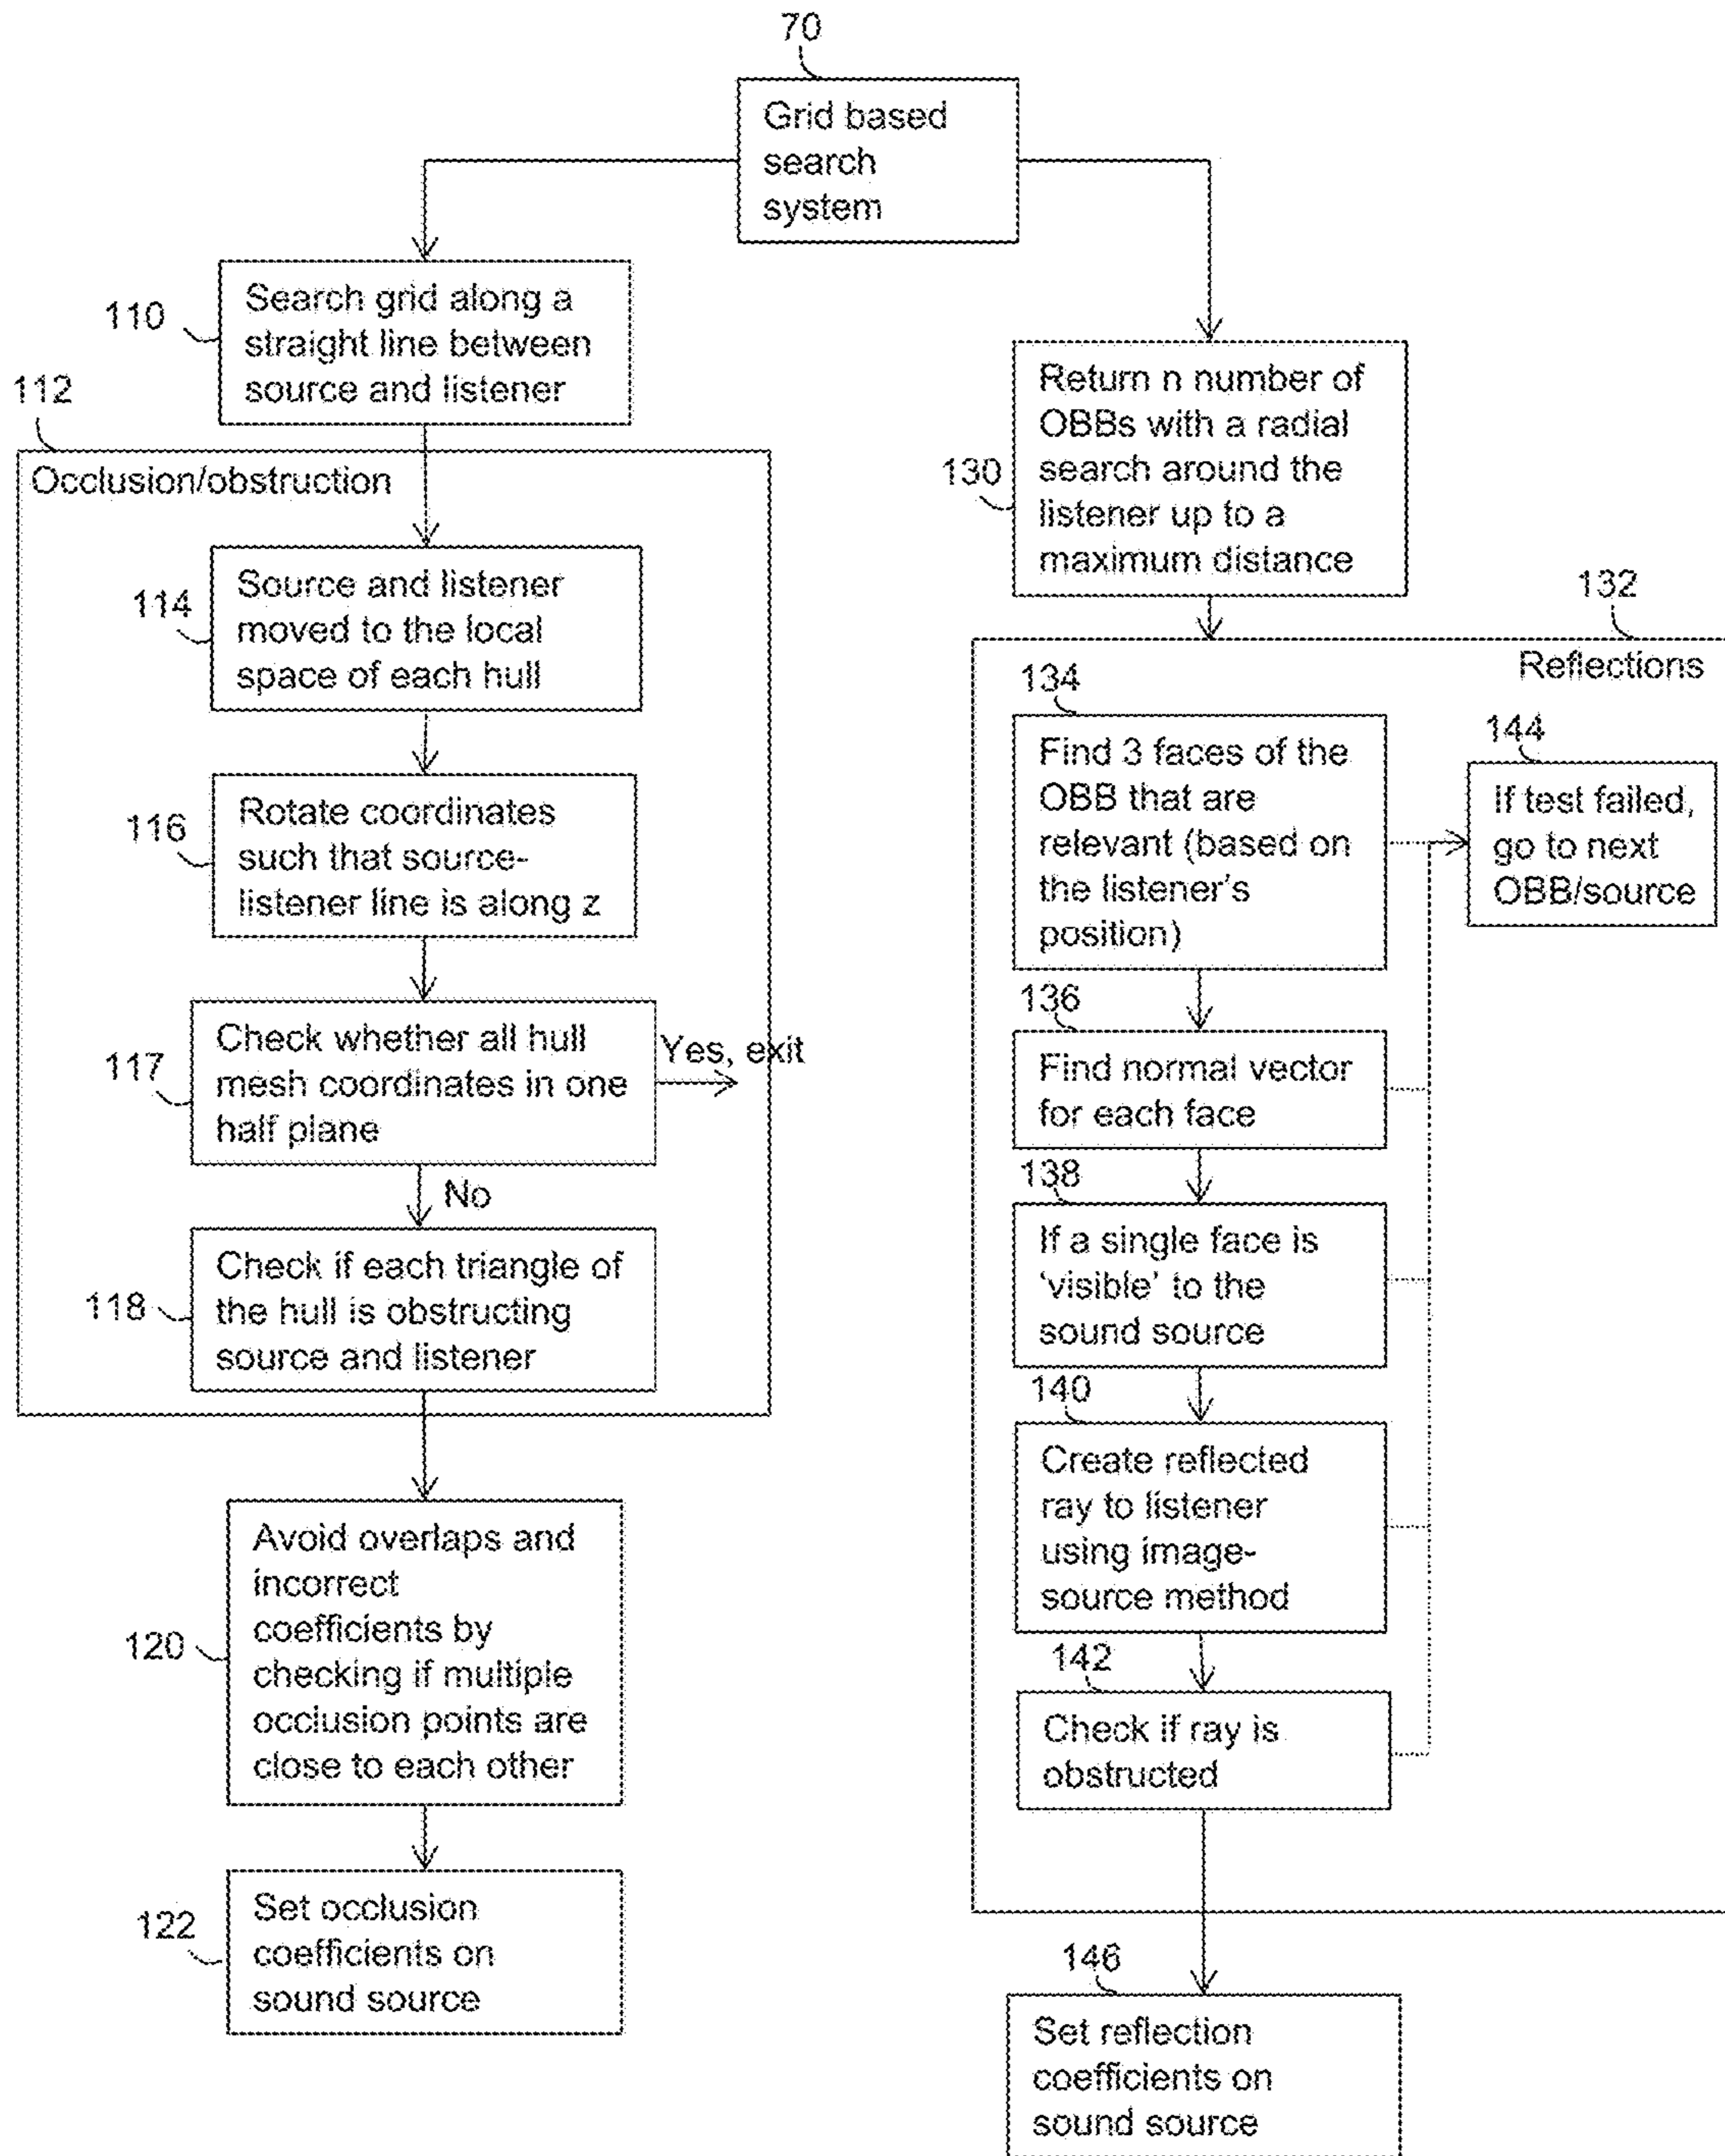 70
Grid based
search
system
110
Search grid along a
straight line between
source and listener
112
Occlusion/obstruction
114
Source and listener
moved to the local
space of each hull
116
Rotate coordinates
such that source-
listener line is along z
117
Check whether all hull
mesh coordinates in one
half plane
Yes, exit
No
118
Check if each triangle of
the hull is obstructing
source and listener
120
Avoid overlaps and
incorrect
coefficients by
checking if multiple
occlusion points are
close to each other
122
Set occlusion
coefficients on
sound source
130
Return n number of
OBBs with a radial
search around the
listener up to a
maximum distance
132
Reflections
134
Find 3 faces of the
OBB that are
relevant (based on
the listener's
position)
144
If test failed,
go to next
OBB/source
136
Find normal vector
for each face
138
If a single face is
'visible' to the
sound source
140
Create reflected
ray to listener
using image-
source method
142
Check if ray is
obstructed
146
Set reflection
coefficients on
sound source